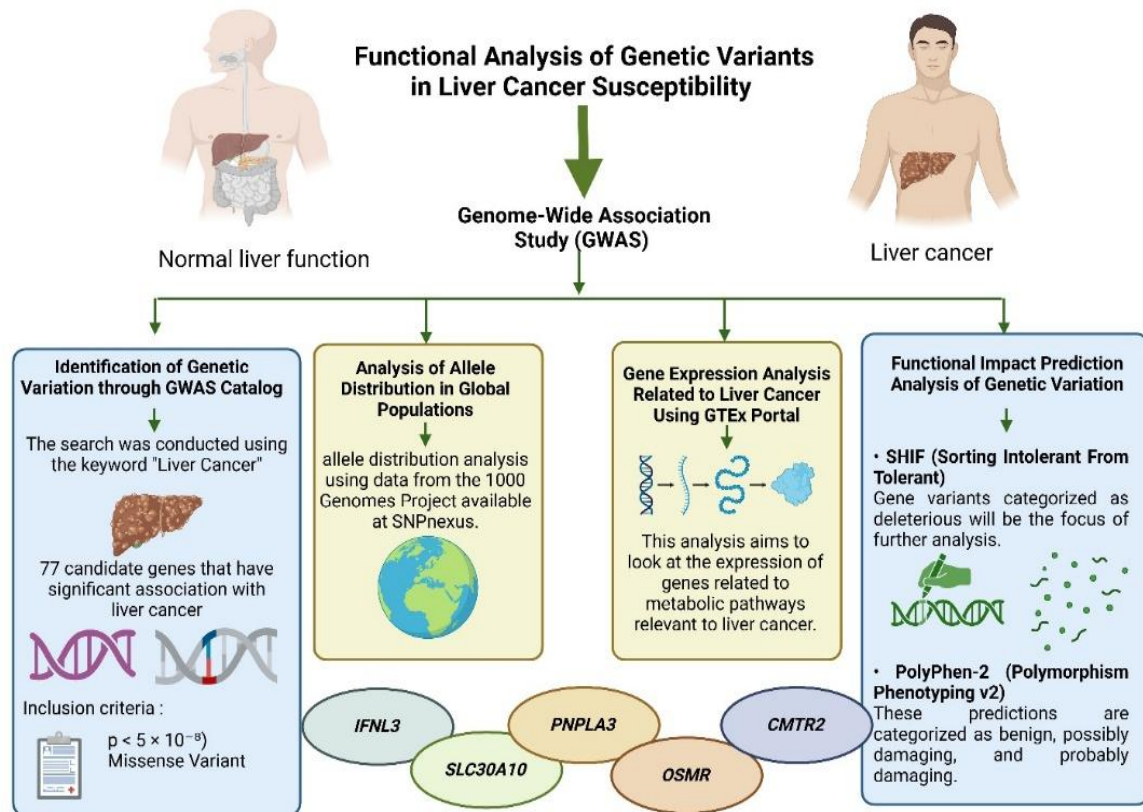 Functional Analysis of Genetic Variants
in Liver Cancer Susceptibility
Genome-Wide Association
Study (GWAS)
Normal liver function
Liver cancer
Identification of Genetic
Variation through GWAS Catalog
The search was conducted using
the keyword "Liver Cancer"
77 candidate genes that have
significant association with
liver cancer
Inclusion criteria :
p < 5 × 10⁻⁸)
Missense Variant
Analysis of Allele
Distribution in Global
Populations
allele distribution analysis
using data from the 1000
Genomes Project available
at SNPnexus.
Gene Expression Analysis
Related to Liver Cancer
Using GTEx Portal
This analysis aims to
look at the expression of
genes related to
metabolic pathways
relevant to liver cancer.
Functional Impact Prediction
Analysis of Genetic Variation
• SHIF (Sorting Intolerant From
Tolerant)
Gene variants categorized as
deleterious will be the focus of
further analysis.
• PolyPhen-2 (Polymorphism
Phenotyping v2)
These predictions are
categorized as benign, possibly
damaging, and probably
damaging.
IFNL3
SLC30A10
PNPLA3
OSMR
CMTR2